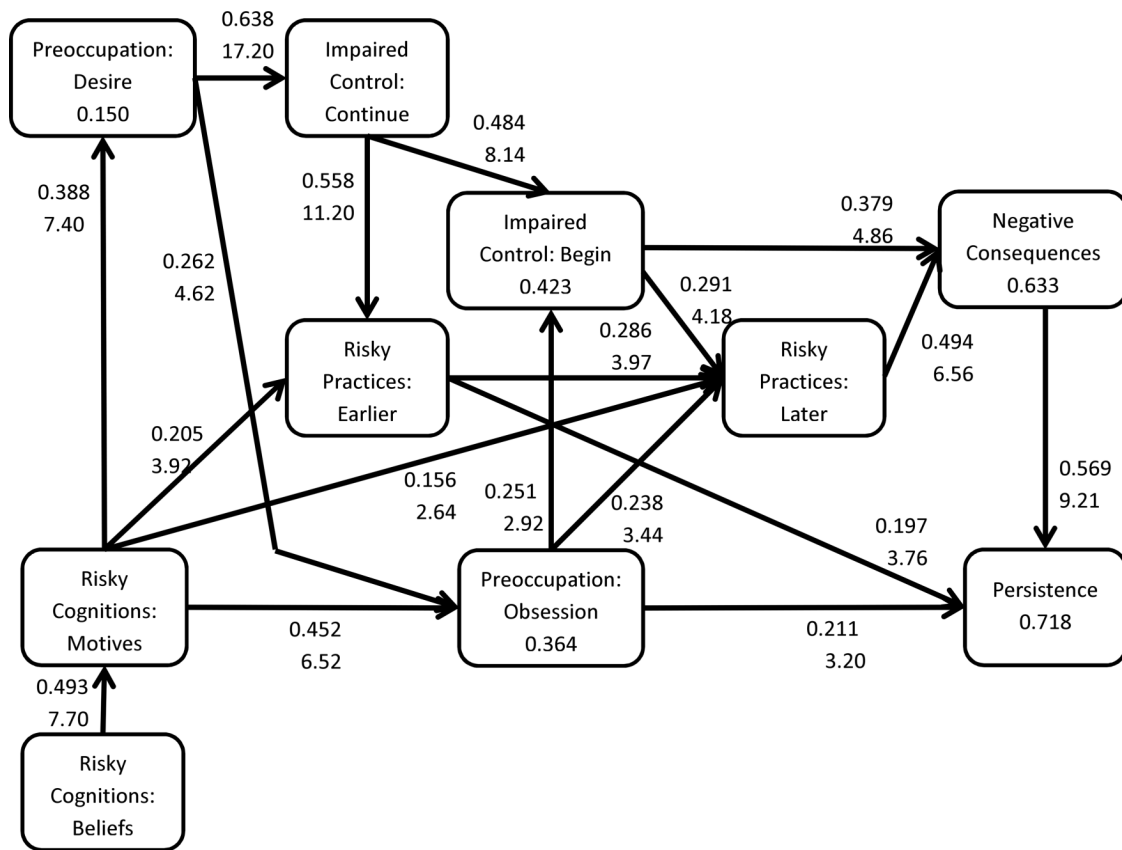 0.638
17.20
Preoccupation:
Desire
0.150
Impaired
Control:
Continue
0.484
8.14
0.388
7.40
0.558
11.20
0.262
4.62
Impaired
Control: Begin
0.423
0.379
4.86
Negative
Consequences
0.633
0.291
4.18
0.286
3.97
Risky
Practices:
Earlier
Risky
Practices:
Later
0.494
6.56
0.205
3.92
0.156
2.64
0.251
2.92
0.238
3.44
0.197
3.76
0.569
9.21
Risky
Cognitions:
Motives
0.452
6.52
Preoccupation:
Obsession
0.364
0.211
3.20
Persistence
0.718
0.493
7.70
Risky
Cognitions:
Beliefs